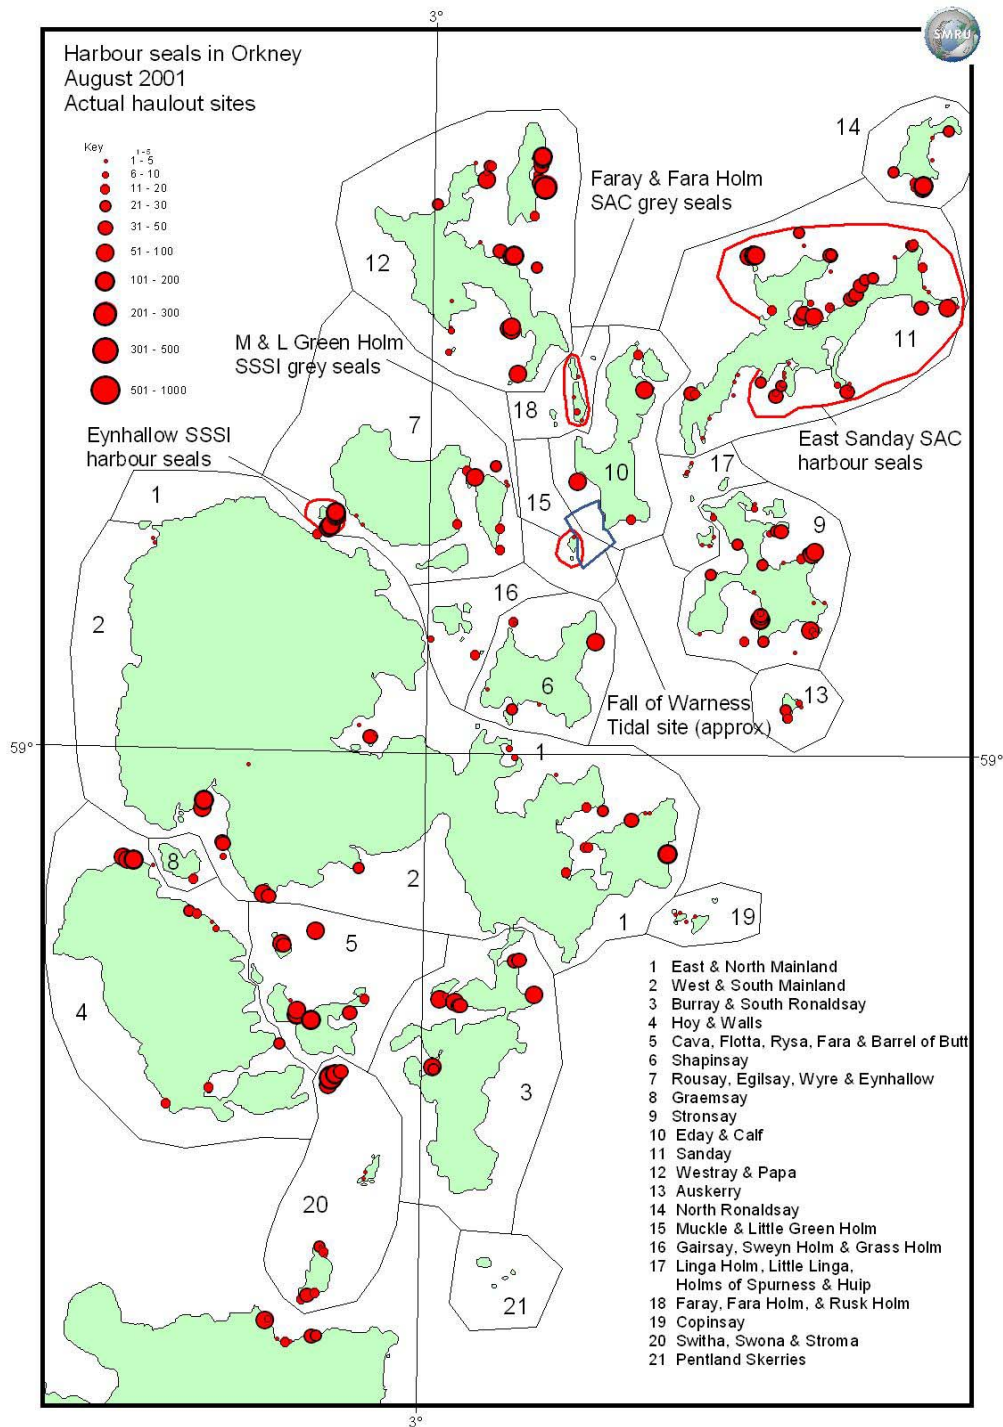 3°
SMRU
Harbour seals in Orkney
August 2001
Actual haulout sites
Key
1-5
1 - 5
6 - 10
11 - 20
21 - 30
31 - 50
51 - 100
101 - 200
201 - 300
301 - 500
501 - 1000
14
Faray & Fara Holm
SAC grey seals
12
11
M & L Green Holm
SSSI grey seals
18
7
Eynhallow SSSI
harbour seals
East Sanday SAC
harbour seals
10
17
1
15
9
16
2
6
13
Fall of Warness
Tidal site (approx)
59°
1
59°
8
2
1
19
5
4
3
20
21
1 East & North Mainland
2 West & South Mainland
3 Burray & South Ronaldsay
4 Hoy & Walls
5 Cava, Flotta, Rysa, Fara & Barrel of Butt
6 Shapinsay
7 Rousay, Egilsay, Wyre & Eynhallow
8 Graemsay
9 Stronsay
10 Eday & Calf
11 Sanday
12 Westray & Papa
13 Auskerry
14 North Ronaldsay
15 Muckle & Little Green Holm
16 Gairsay, Sweyn Holm & Grass Holm
17 Linga Holm, Little Linga,
Holms of Spurness & Huip
18 Faray, Fara Holm, & Rusk Holm
19 Copinsay
20 Switha, Swona & Stroma
21 Pentland Skerries
3°